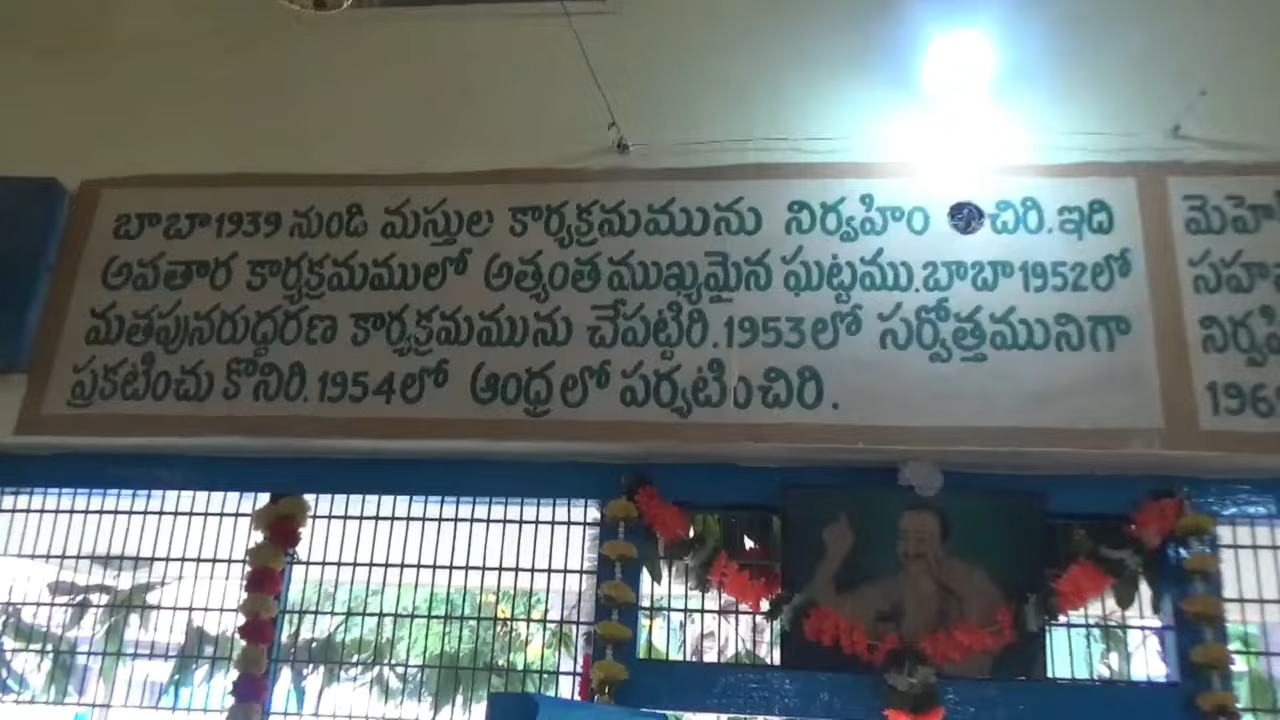 బాబా 1939 నుండి మస్తుల కార్యక్రమమును నిర్వహిం చిరి. ఇది
అవతార కార్యక్రమములో అత్యంత ముఖ్యమైన ఘట్టము. బాబా 1952లో
మతపునరుద్ధరణ కార్యక్రమమును చేపట్టిరి. 1953లో సర్వోత్తమునిగా
ప్రకటించు కొనిరి. 1954లో ఆంధ్రలో పర్యటించిరి.